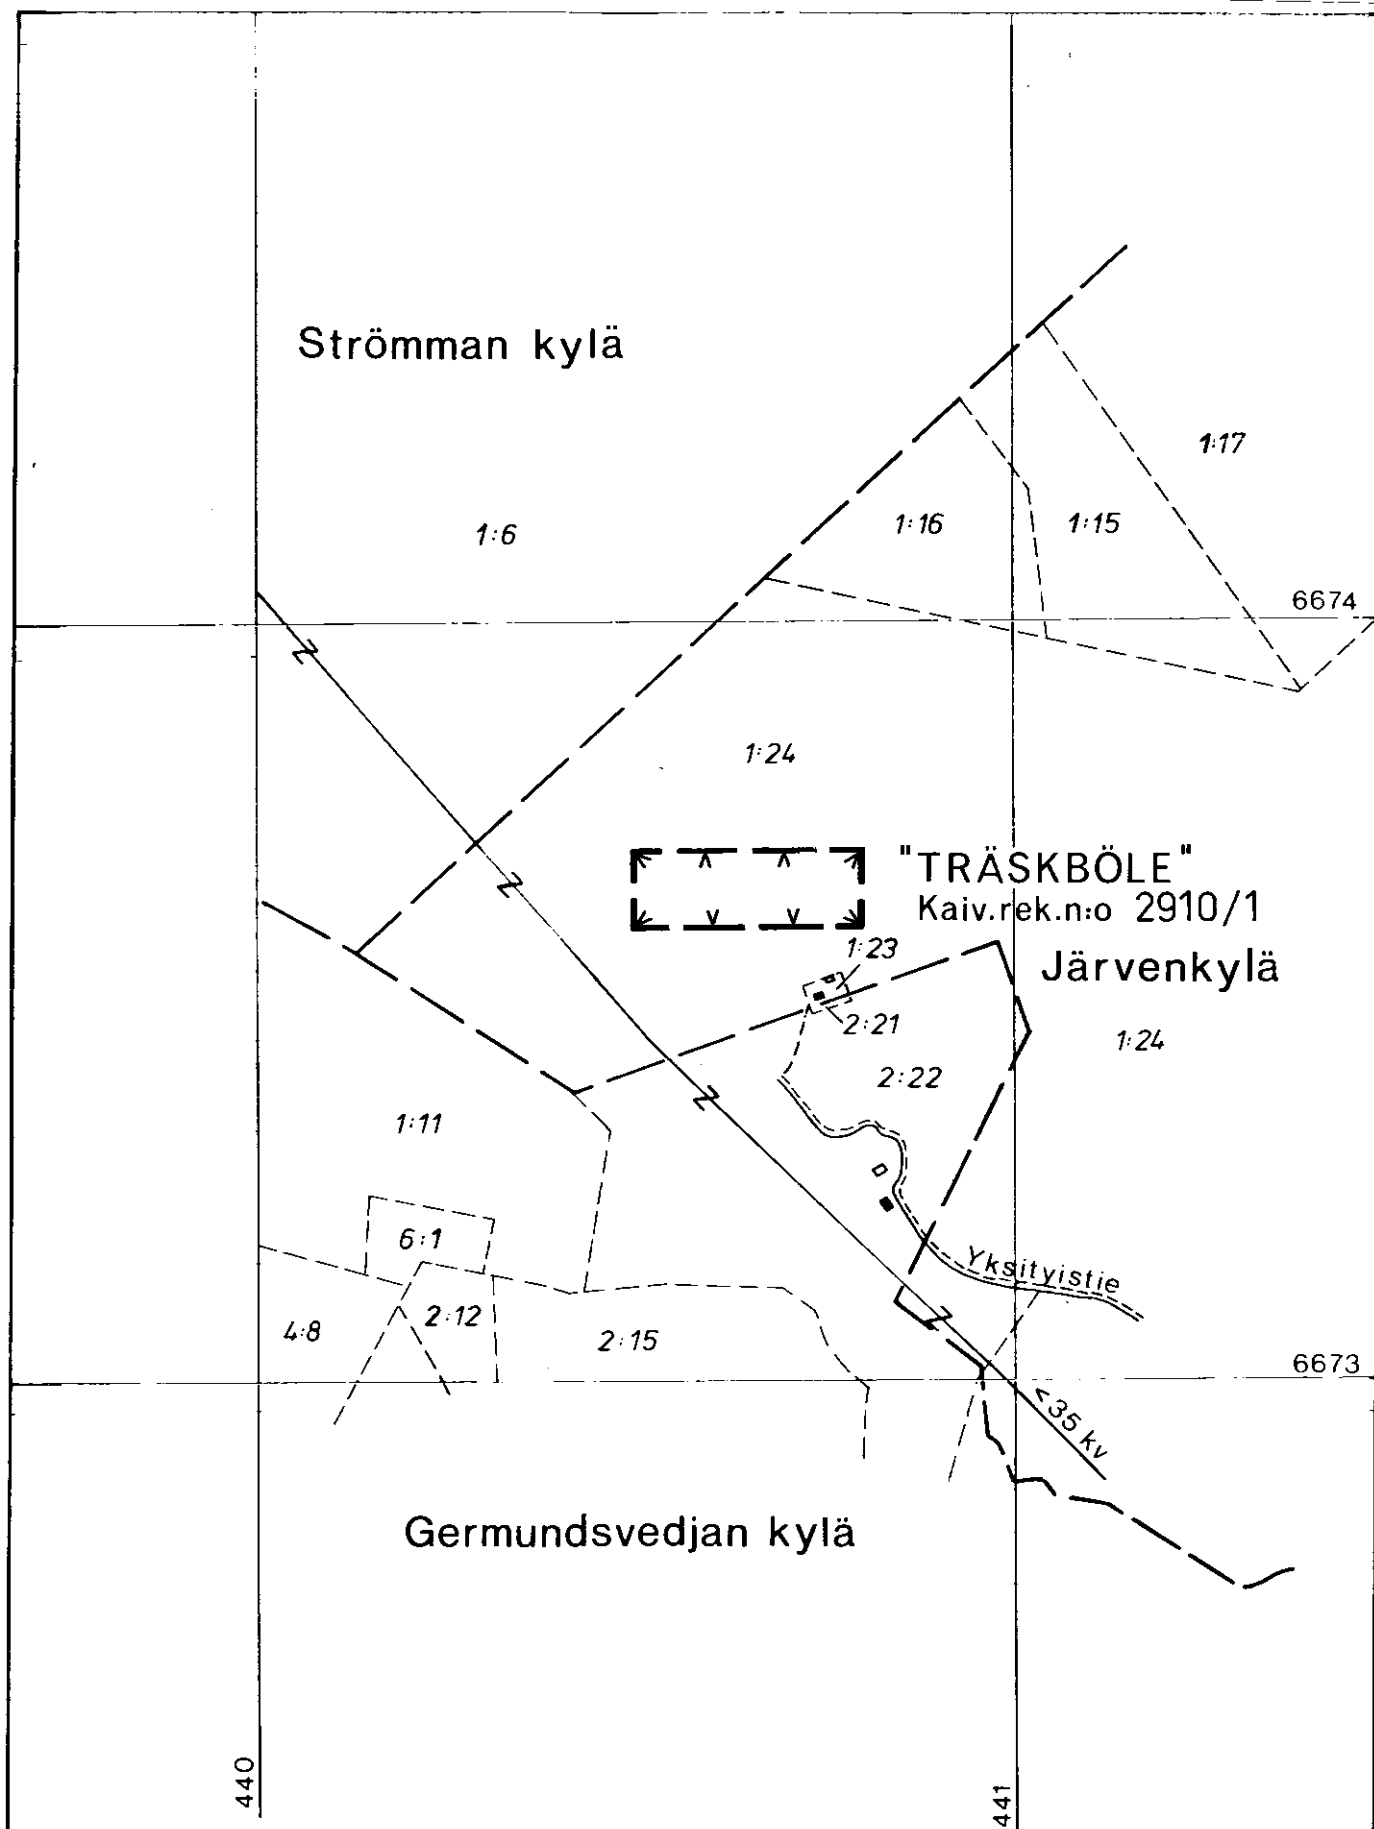 Strömman kylä
1:17
1:16
1:15
1:6
6674
1:24
"TRÄSKBÖLE"
Kaiv.rek.n:o 2910/1
1:23
Järvenkylä
2:21
1:24
2:22
1:11
6:1
Yksityistie
2:12
4:8
2:15
6673
<35 kv
Germundsvedjan kylä
440
441